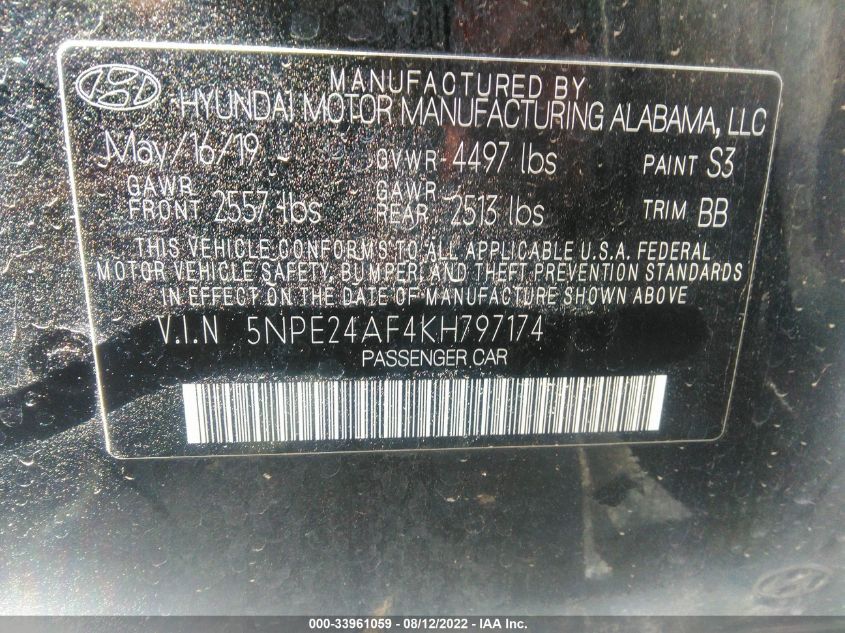 MANUFACTURED BY
HYUNDAI MOTOR MANUFACTURING ALABAMA, LLC
May/16/19 GVWR 4497 lbs PAINT S3
GAWR FRONT 2557 lbs GAWR REAR 2513 lbs TRIM BB
THIS VEHICLE CONFORMS TO ALL APPLICABLE U.S.A. FEDERAL
MOTOR VEHICLE SAFETY, BUMPER, AND THEFT PREVENTION STANDARDS
IN EFFECT ON THE DATE OF MANUFACTURE SHOWN ABOVE
V.I.N 5NPE24AF4KH797174
PASSENGER CAR
000-33961059 - 08/12/2022 - IAA Inc.